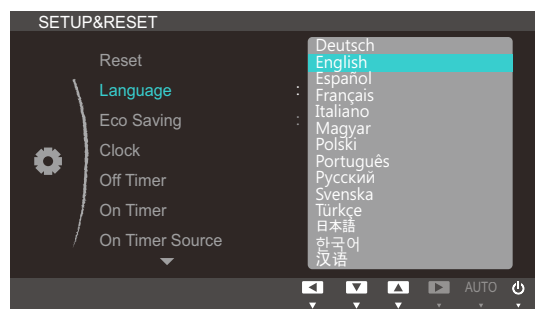 SETUP&RESET
Reset
Language :
Eco Saving :
Clock
Off Timer
On Timer
On Timer Source
Deutsch
English
Español
Français
Italiano
Magyar
Polski
Português
Русский
Svenska
Türkçe
日本語
한국어
汉语
AUTO